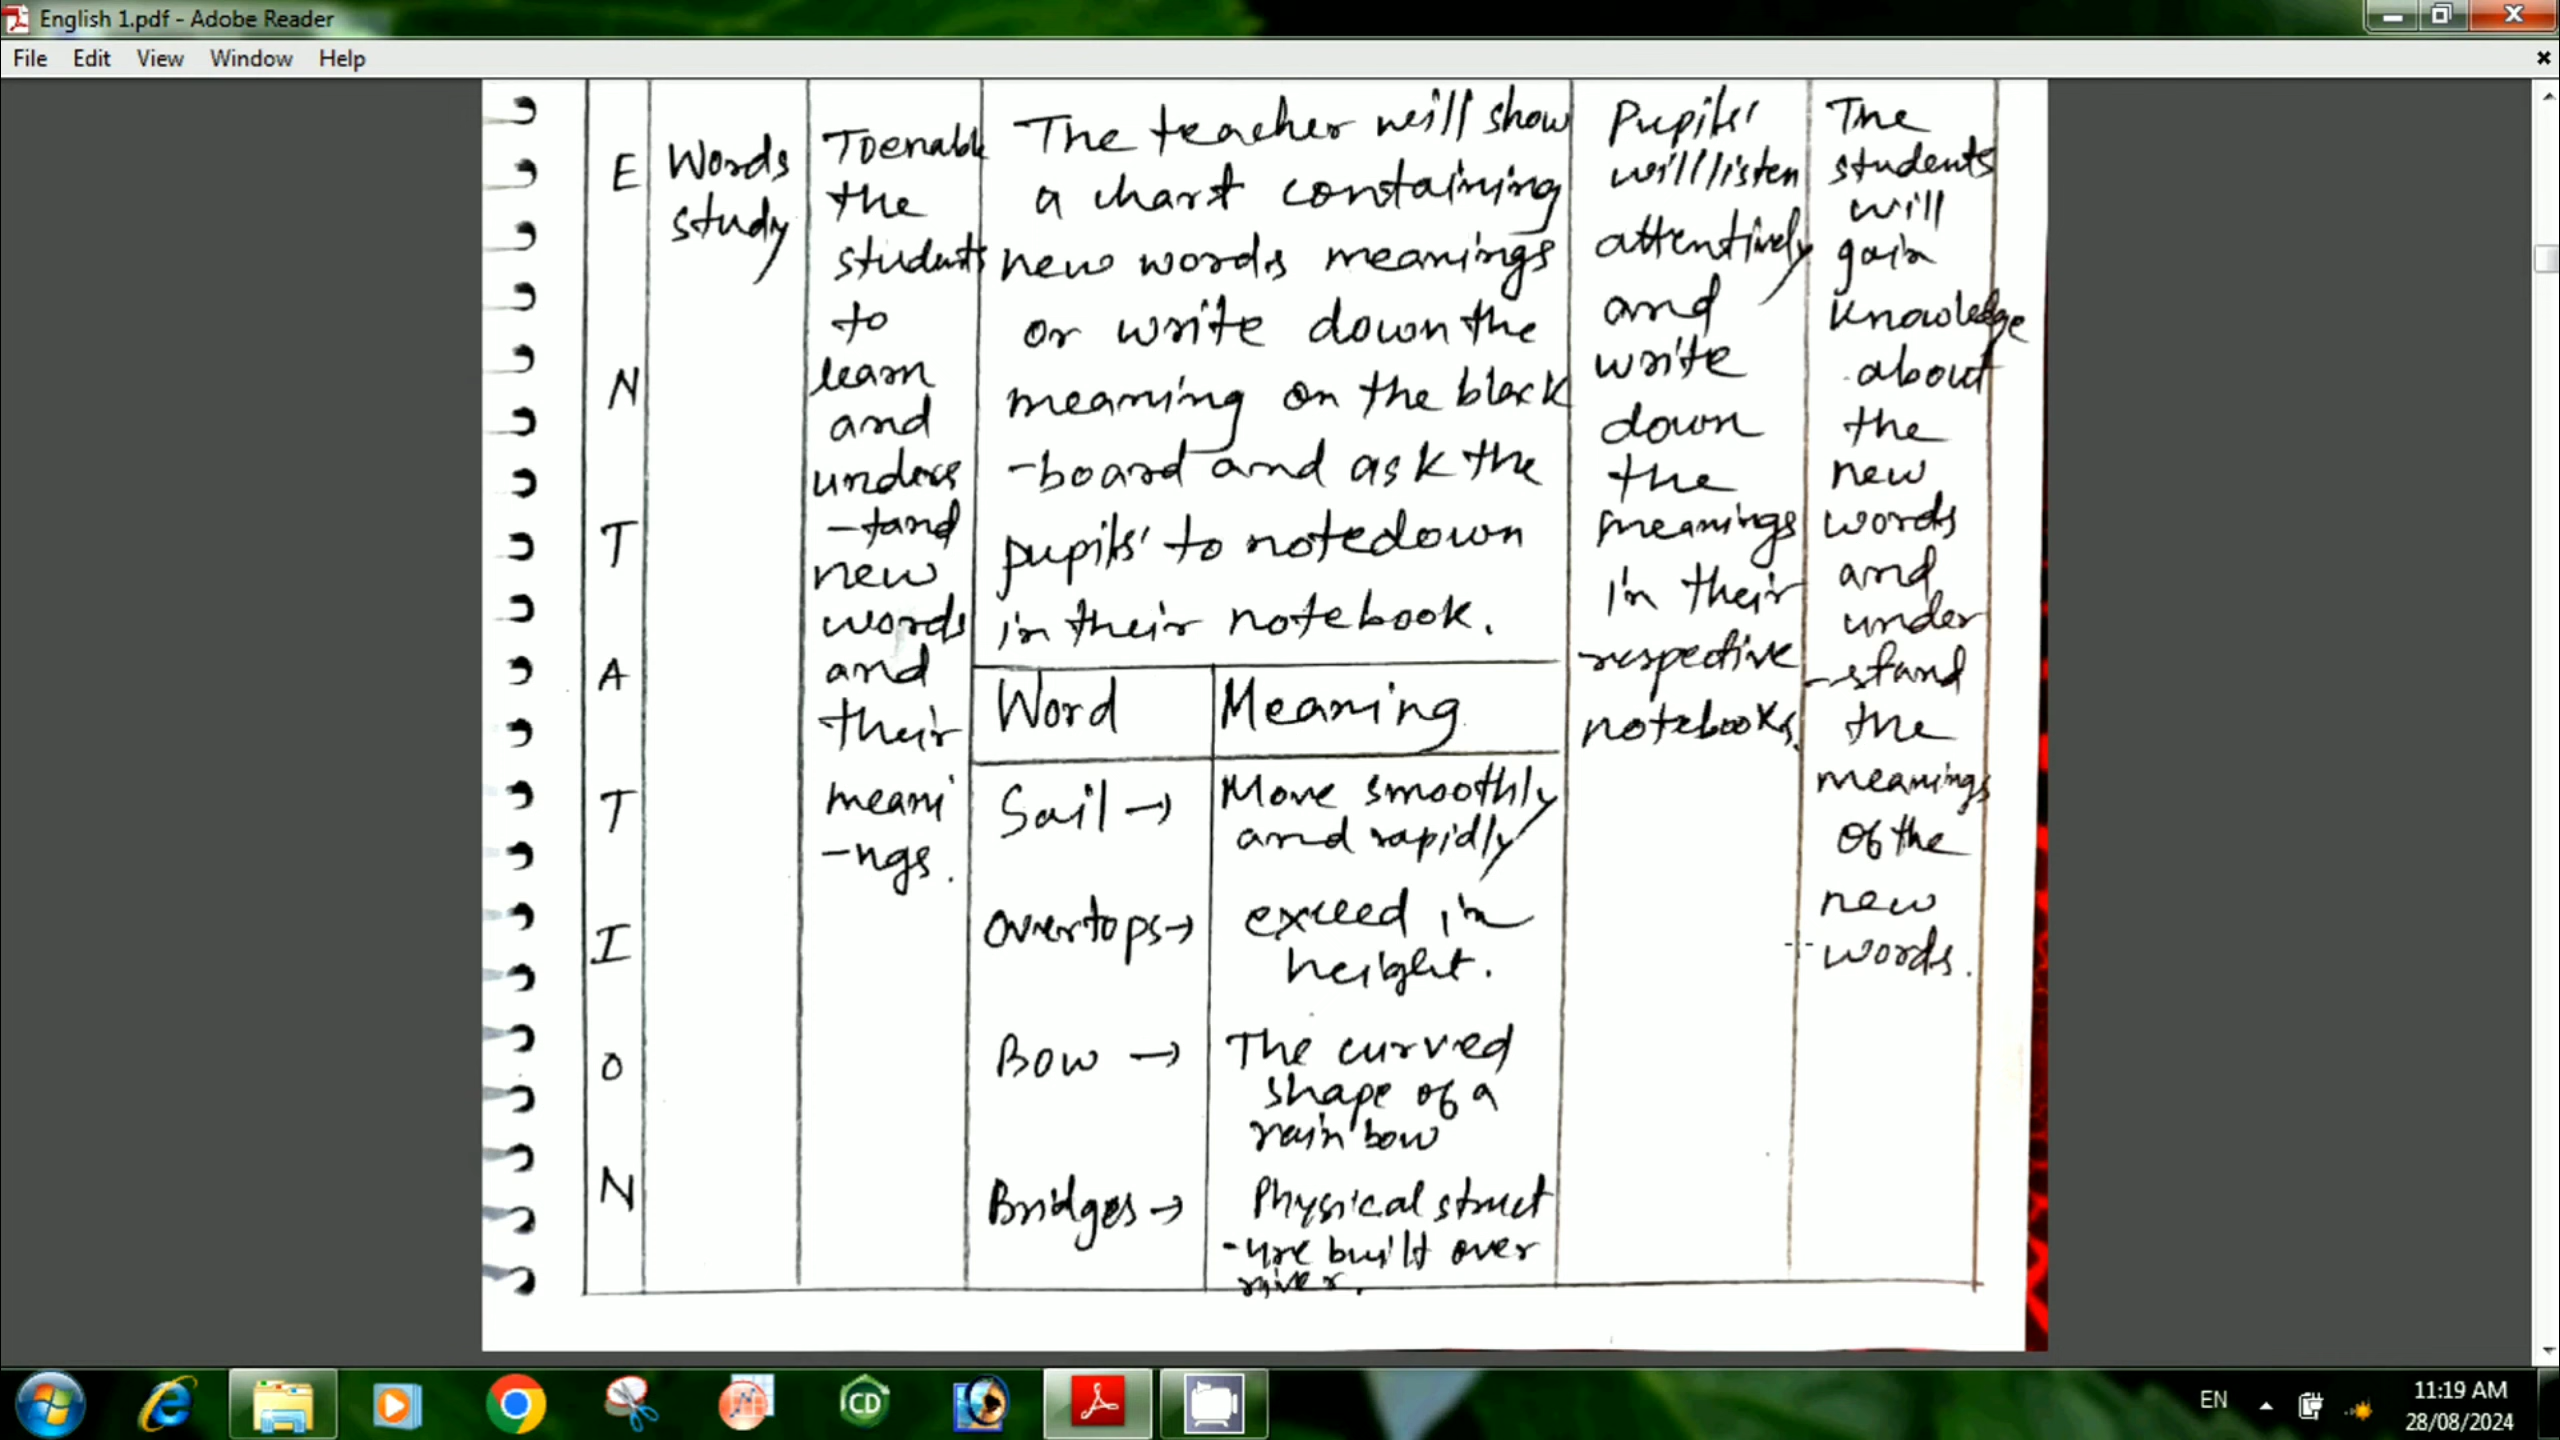 English 1.pdf - Adobe Reader
File Edit View Window Help
E
N
T
A
T
I
O
N
Words
study
To enable
the
students
to
learn
and
unders
-tand
new
words
and
their
meani
-ngs.
The teacher will show
a chart containing
new words meanings
or write down the
meaning on the black
-board and ask the
pupils' to notedown
in their notebook.
Word Meaning
Sail → Move smoothly
and rapidly
Overtops → exceed in
height.
Bow → The curved
shape of a
rain bow
Bridges → Physical struct
-ure built over
river.
Pupils'
will listen
attentively
and
write
down
the
meanings
in their
respective
notebooks.
The
students
will
gain
knowledge
about
the
new
words
and
under
-stand
the
meanings
of the
new
words.
CD
EN
11:19 AM
28/08/2024